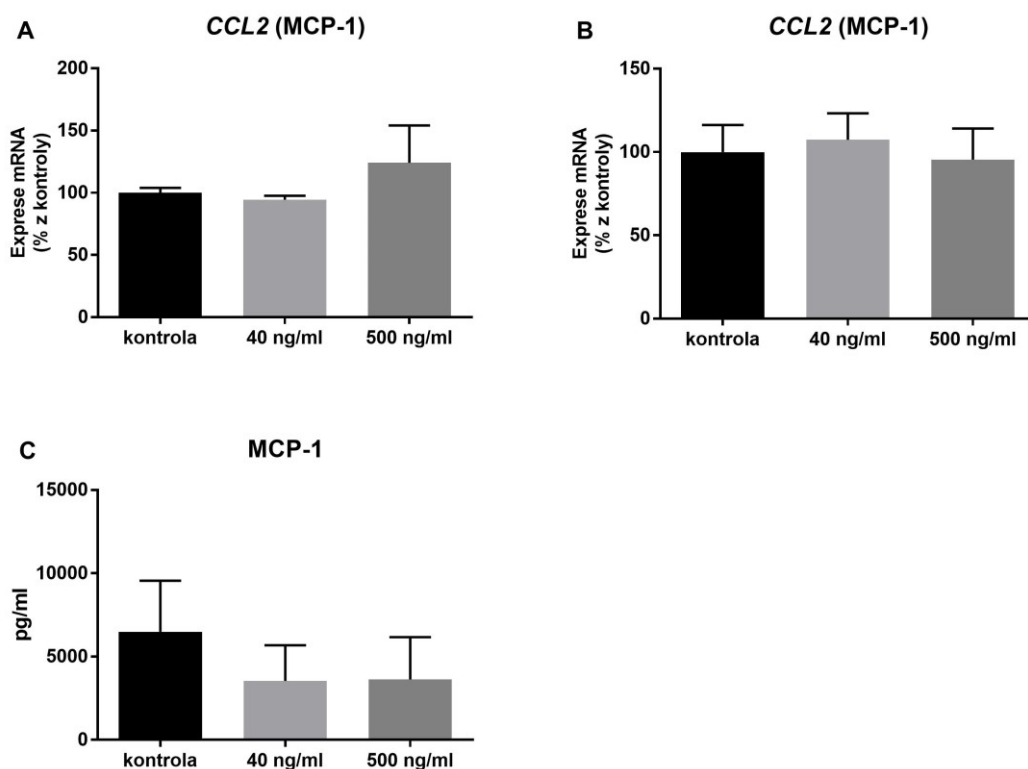 A
CCL2 (MCP-1)
Exprese mRNA
(% z kontroly)
200
150
100
50
0
kontrola
40 ng/ml
500 ng/ml
B
CCL2 (MCP-1)
Exprese mRNA
(% z kontroly)
150
100
50
0
kontrola
40 ng/ml
500 ng/ml
C
MCP-1
pg/ml
15000
10000
5000
0
kontrola
40 ng/ml
500 ng/ml